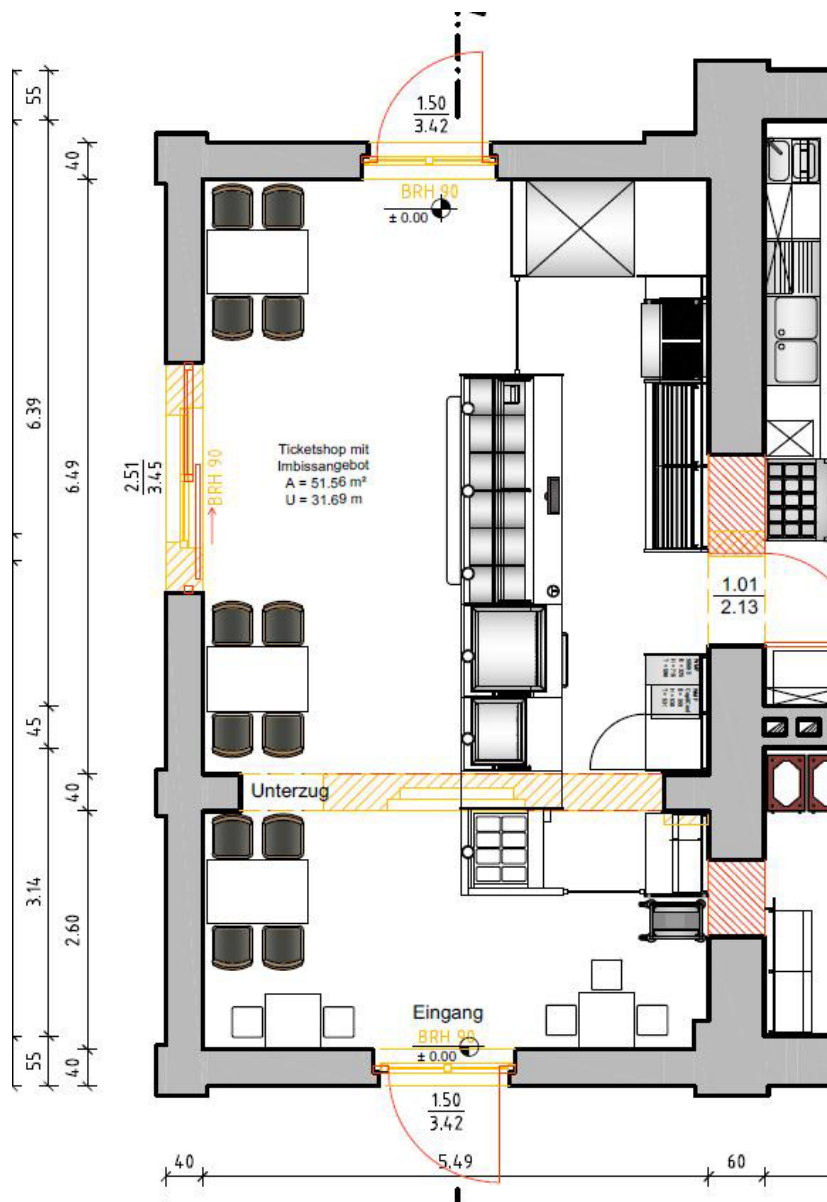 1.50
3.42
BRH 90
± 0.00
55
40
6.39
6.49
2.51
3.45
BRH 90
Ticketshop mit
Imbissangebot
A = 51.56 m²
U = 31.69 m
1.01
2.13
45
40
Unterzug
3.14
2.60
Eingang
BRH 90
± 0.00
55
40
1.50
3.42
40
5.49
60